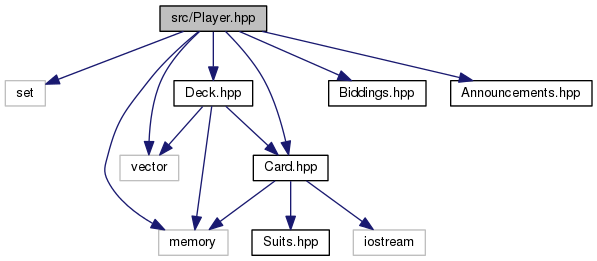 src/Player.hpp
set
Deck.hpp
Biddings.hpp
Announcements.hpp
vector
Card.hpp
memory
Suits.hpp
iostream